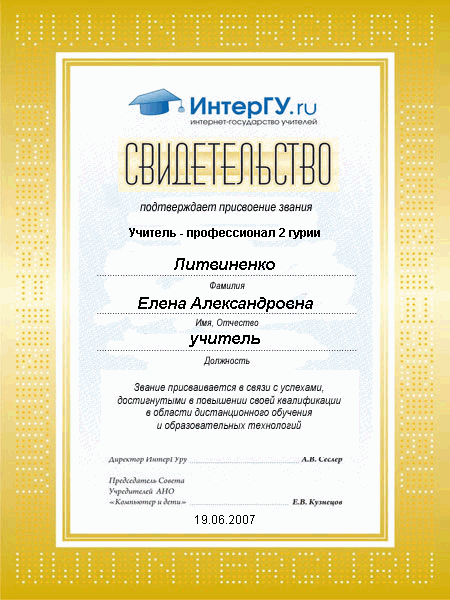 WWW.INTERGU.RU
ИнтерГУ.ru
интернет-государство учителей
СВИДЕТЕЛЬСТВО
подтверждает присвоение звания
Учитель - профессионал 2 гурии
Литвиненко
Фамилия
Елена Александровна
Имя, Отчество
учитель
Должность
Звание присваивается в связи с успехами,
достигнутыми в повышении своей квалификации
в области дистанционного обучения
и образовательных технологий
Директор ИнтерГУру А.В. Сеслер
Председатель Совета
Учредителей АНО
«Компьютер и дети» Е.В. Кузнецов
19.06.2007
WWW.INTERGU.RU